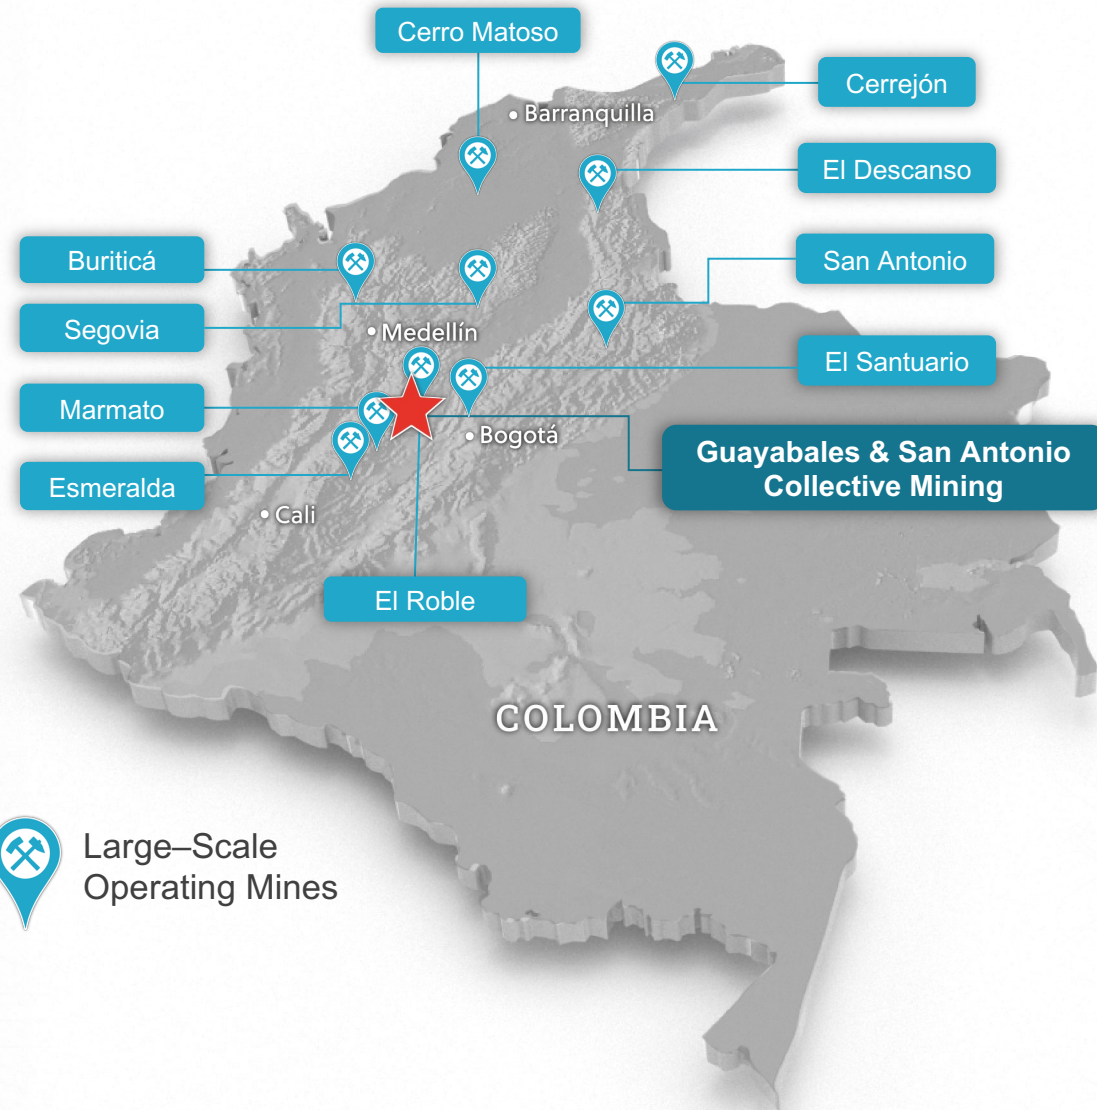 Cerro Matoso
Cerrejón
Barranquilla
El Descanso
Buriticá
San Antonio
Segovia
Medellín
El Santuario
Marmato
Bogotá
Guayabales & San Antonio
Collective Mining
Esmeralda
Cali
El Roble
COLOMBIA
Large–Scale
Operating Mines